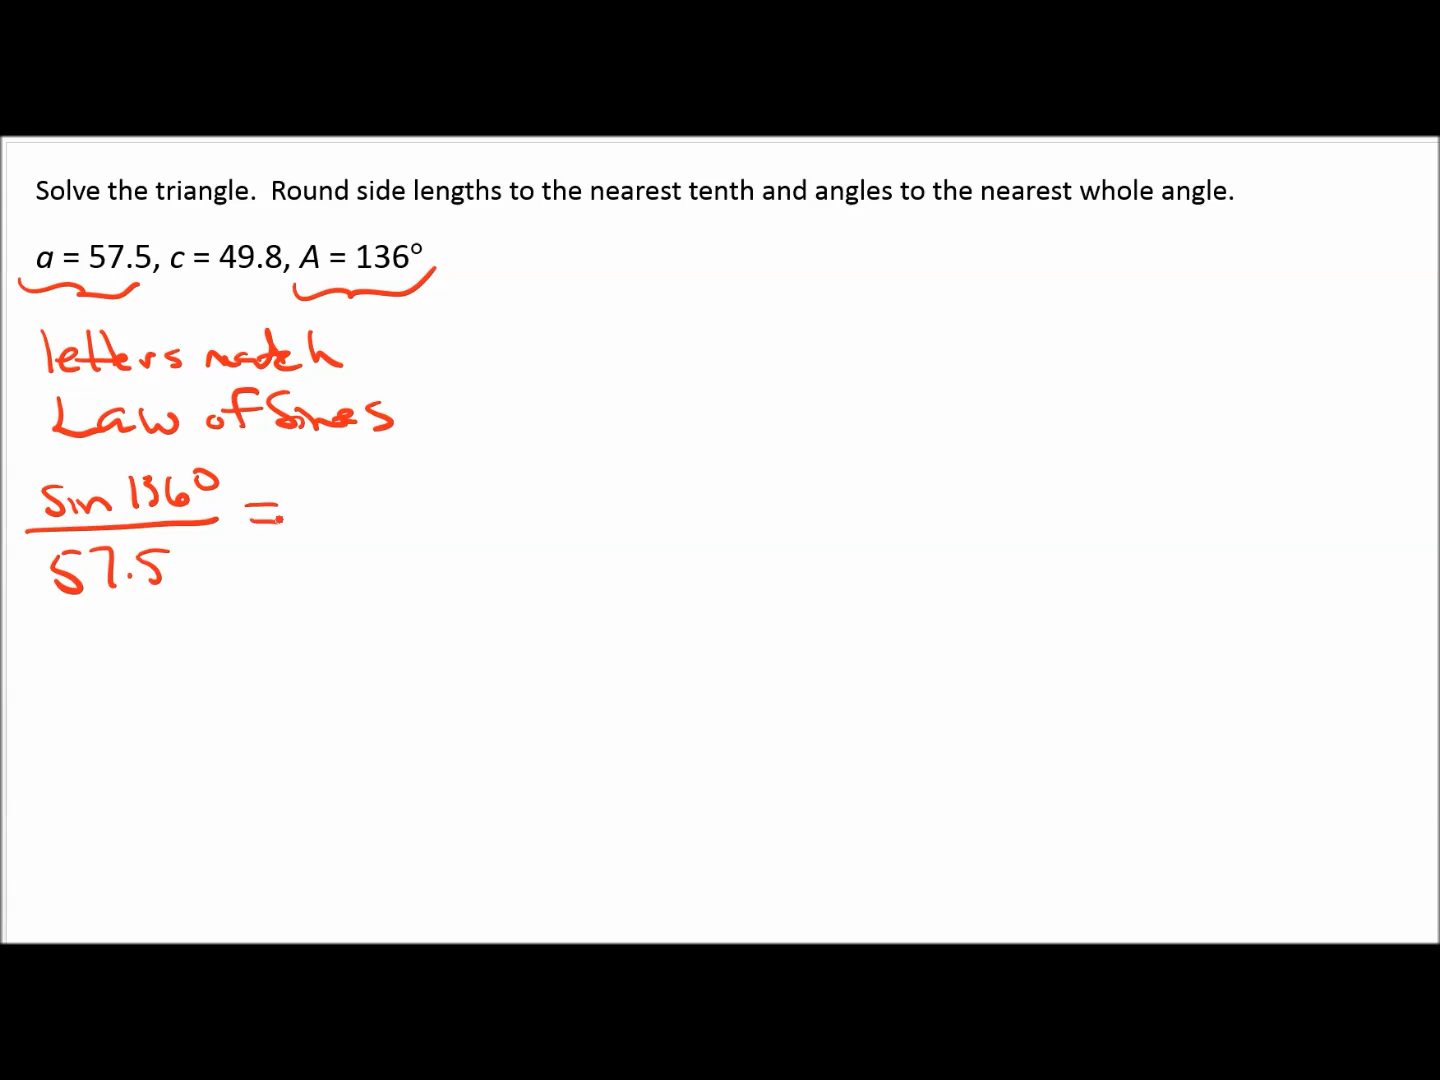 Solve the triangle.  Round side lengths to the nearest tenth and angles to the nearest whole angle.
a = 57.5, c = 49.8, A = 136°
letters match
Law of Sines
sin 136°
=
57.5